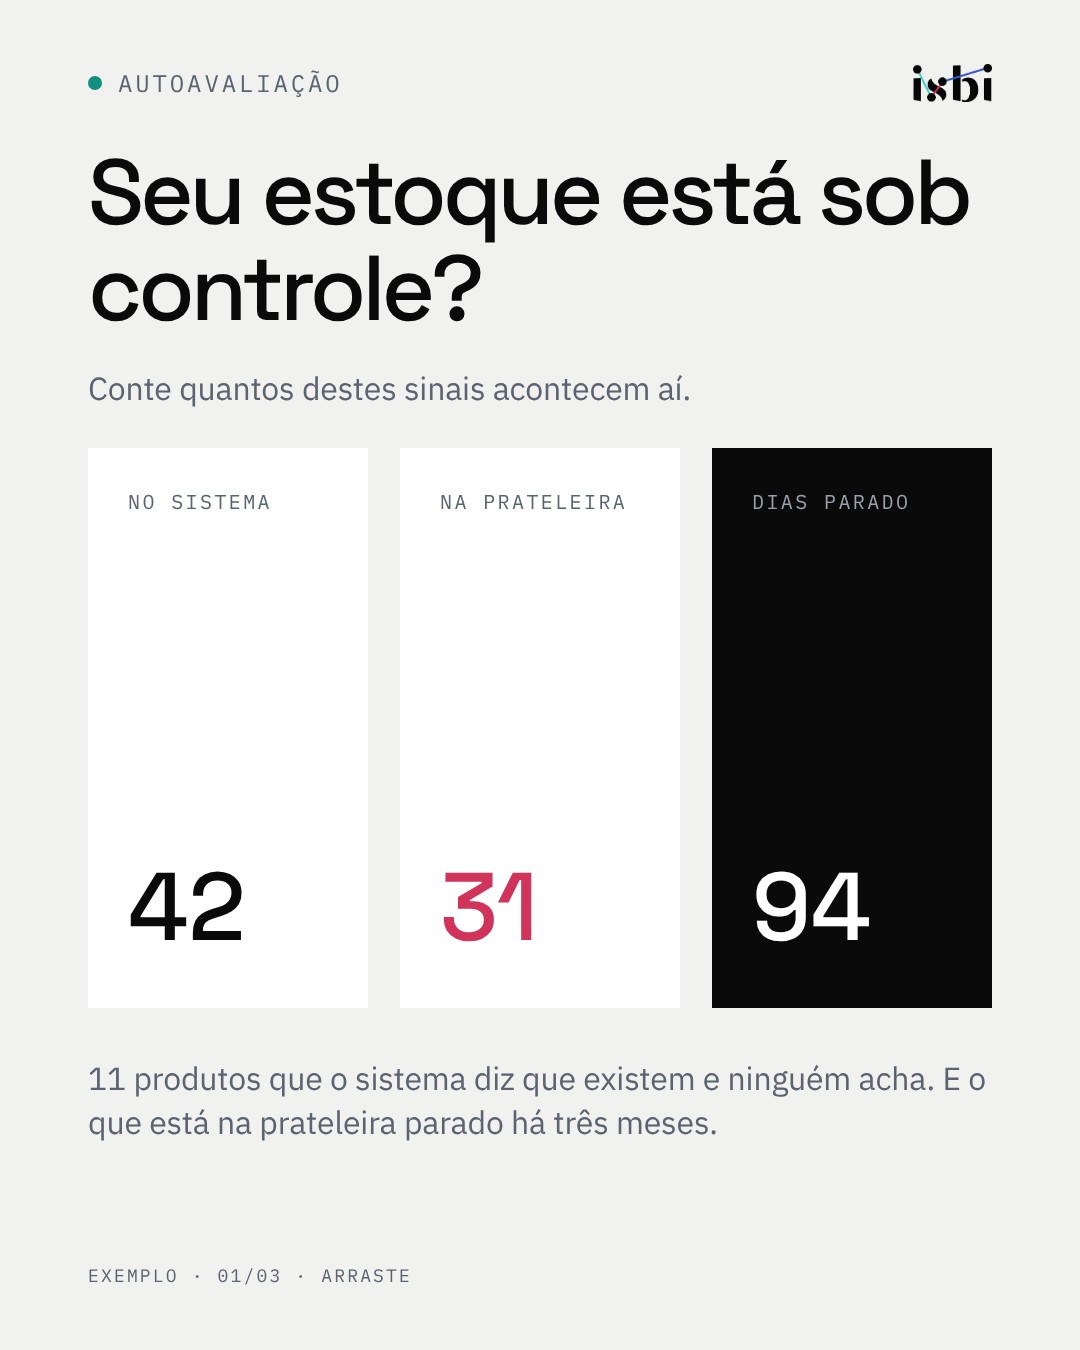 AUTOAVALIAÇÃO
ixbi
Seu estoque está sob
controle?
Conte quantos destes sinais acontecem aí.
NO SISTEMA
NA PRATELEIRA
DIAS PARADO
42
31
94
11 produtos que o sistema diz que existem e ninguém acha. E o
que está na prateleira parado há três meses.
EXEMPLO · 01/03 · ARRASTE